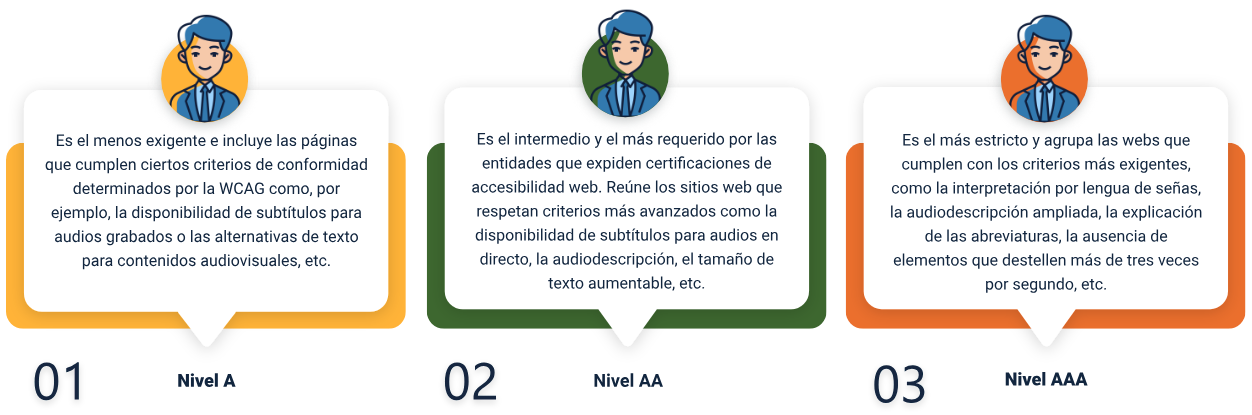 Es el menos exigente e incluye las páginas
que cumplen ciertos criterios de conformidad
determinados por la WCAG como, por
ejemplo, la disponibilidad de subtítulos para
audios grabados o las alternativas de texto
para contenidos audiovisuales, etc.
01
Nivel A
Es el intermedio y el más requerido por las
entidades que expiden certificaciones de
accesibilidad web. Reúne los sitios web que
respetan criterios más avanzados como la
disponibilidad de subtítulos para audios en
directo, la audiodescripción, el tamaño de
texto aumentable, etc.
02
Nivel AA
Es el más estricto y agrupa las webs que
cumplen con los criterios más exigentes,
como la interpretación por lengua de señas,
la audiodescripción ampliada, la explicación
de las abreviaturas, la ausencia de
elementos que destellen más de tres veces
por segundo, etc.
03
Nivel AAA